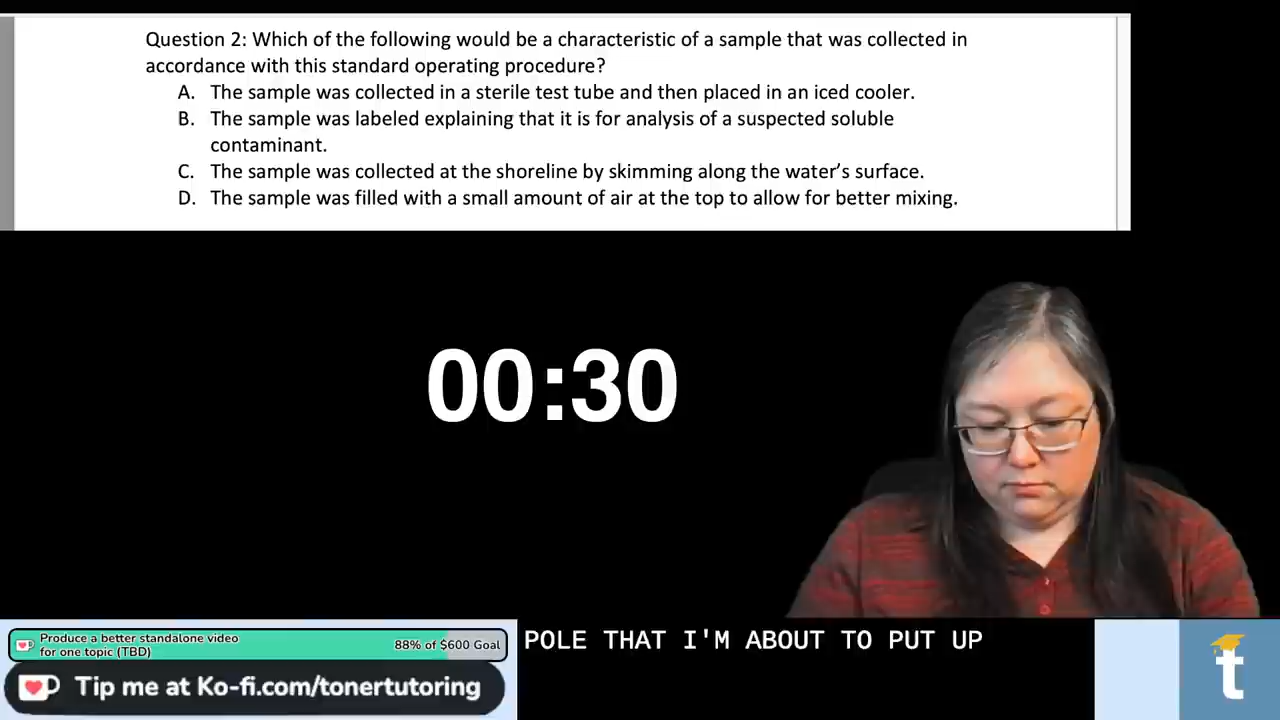 Question 2: Which of the following would be a characteristic of a sample that was collected in
accordance with this standard operating procedure?
A. The sample was collected in a sterile test tube and then placed in an iced cooler.
B. The sample was labeled explaining that it is for analysis of a suspected soluble
contaminant.
C. The sample was collected at the shoreline by skimming along the water's surface.
D. The sample was filled with a small amount of air at the top to allow for better mixing.
00:30
Produce a better standalone video
for one topic (TBD)
88% of $600 Goal
Tip me at Ko-fi.com/tonertutoring
POLE THAT I'M ABOUT TO PUT UP
t